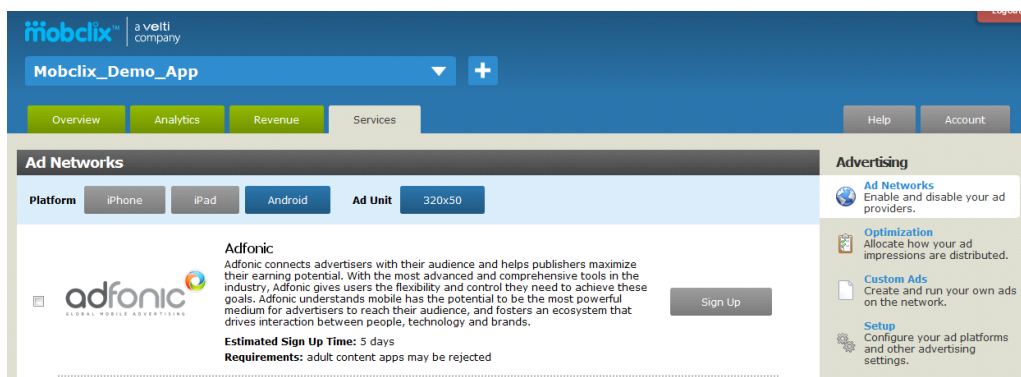 Logout
mobclix™ a velti
company
Mobclix_Demo_App
Overview Analytics Revenue Services Help Account
Ad Networks
Platform iPhone iPad Android Ad Unit 320x50
Adfonic
Adfonic connects advertisers with their audience and helps publishers maximize
their earning potential. With the most advanced and comprehensive tools in the
industry, Adfonic gives users the flexibility and control they need to achieve these
goals. Adfonic understands mobile has the potential to be the most powerful
medium for advertisers to reach their audience, and fosters an ecosystem that
drives interaction between people, technology and brands.
Estimated Sign Up Time: 5 days
Requirements: adult content apps may be rejected
adfonic
GLOBAL MOBILE ADVERTISING
Sign Up
Advertising
Ad Networks
Enable and disable your ad
providers.
Optimization
Allocate how your ad
impressions are distributed.
Custom Ads
Create and run your own ads
on the network.
Setup
Configure your ad platforms
and other advertising
settings.